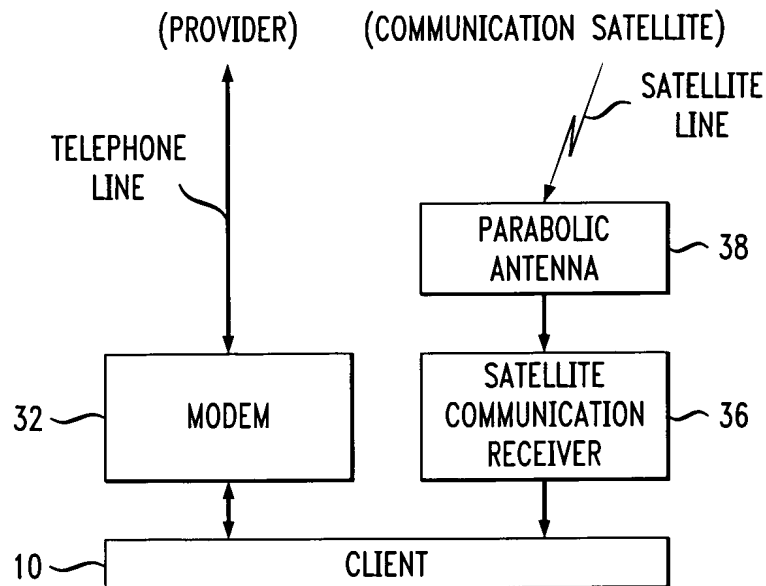 (PROVIDER)
(COMMUNICATION SATELLITE)
SATELLITE
LINE
TELEPHONE
LINE
PARABOLIC
ANTENNA
38
32
MODEM
SATELLITE
COMMUNICATION
RECEIVER
36
10
CLIENT